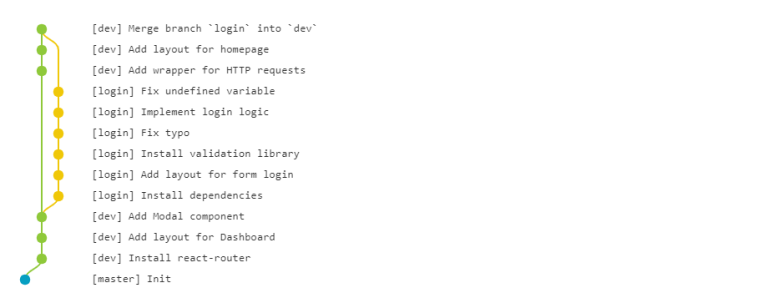 [dev] Merge branch `login` into `dev`
[dev] Add layout for homepage
[dev] Add wrapper for HTTP requests
[login] Fix undefined variable
[login] Implement login logic
[login] Fix typo
[login] Install validation library
[login] Add layout for form login
[login] Install dependencies
[dev] Add Modal component
[dev] Add layout for Dashboard
[dev] Install react-router
[master] Init